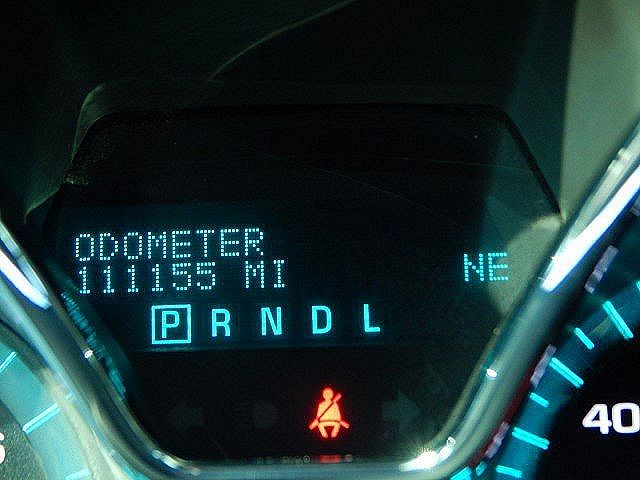 ODOMETER
111155 MI
NE
P R N D L
40